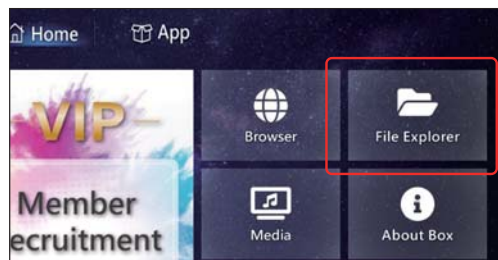 Home App
VIP
Browser File Explorer
Member
ecruitment
Media About Box